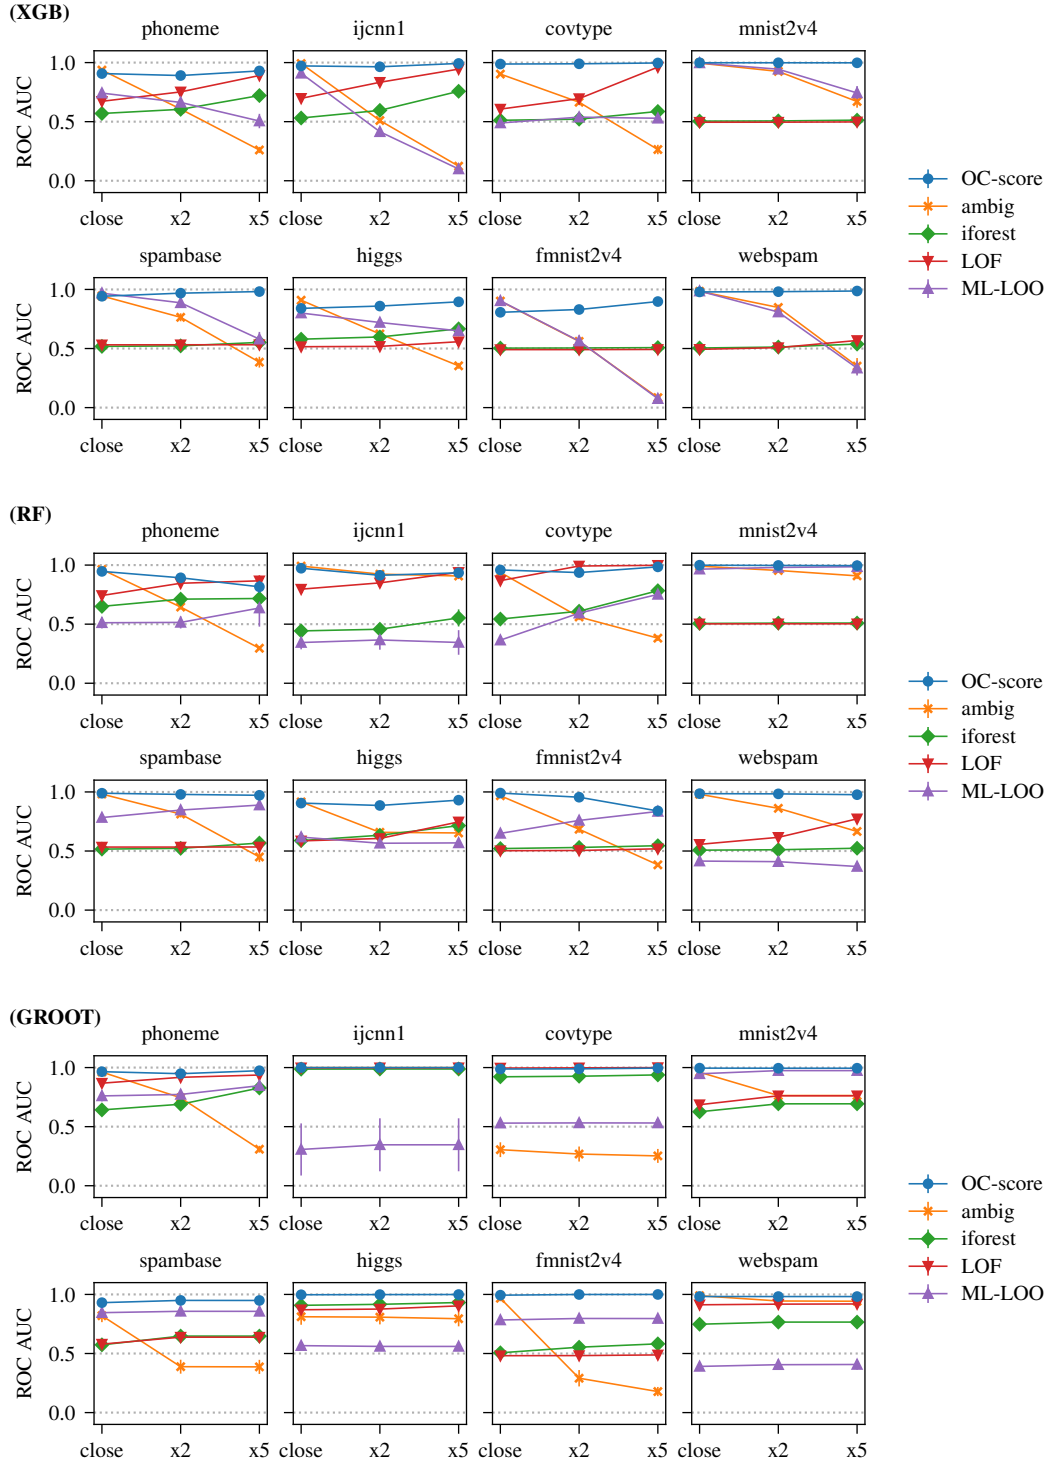 (XGB)
phoneme ijcnn1 covtype mnist2v4
ROC AUC
1.0
0.5
0.0
close x2 x5 close x2 x5 close x2 x5 close x2 x5
spambase higgs fmnist2v4 webspam
ROC AUC
1.0
0.5
0.0
close x2 x5 close x2 x5 close x2 x5 close x2 x5
OC-score
ambig
iforest
LOF
ML-LOO
(RF)
phoneme ijcnn1 covtype mnist2v4
ROC AUC
1.0
0.5
0.0
close x2 x5 close x2 x5 close x2 x5 close x2 x5
spambase higgs fmnist2v4 webspam
ROC AUC
1.0
0.5
0.0
close x2 x5 close x2 x5 close x2 x5 close x2 x5
OC-score
ambig
iforest
LOF
ML-LOO
(GROOT)
phoneme ijcnn1 covtype mnist2v4
ROC AUC
1.0
0.5
0.0
close x2 x5 close x2 x5 close x2 x5 close x2 x5
spambase higgs fmnist2v4 webspam
ROC AUC
1.0
0.5
0.0
close x2 x5 close x2 x5 close x2 x5 close x2 x5
OC-score
ambig
iforest
LOF
ML-LOO